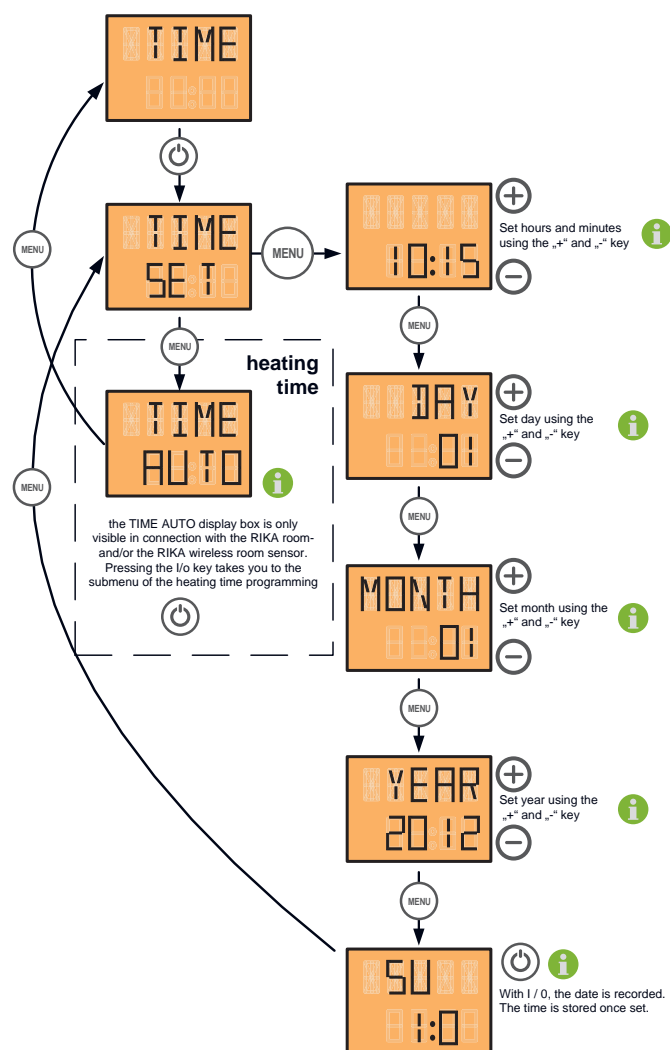 TIME
TIME
SET
MENU
MENU
MENU
heating
time
TIME
AUTO
the TIME AUTO display box is only
visible in connection with the RIKA room-
and/or the RIKA wireless room sensor.
Pressing the I/o key takes you to the
submenu of the heating time programming
MENU
10:15
Set hours and minutes
using the „+“ and „-“ key
MENU
DAY
01
Set day using the
„+“ and „-“ key
MENU
MONTH
01
Set month using the
„+“ and „-“ key
MENU
YEAR
2012
Set year using the
„+“ and „-“ key
MENU
SU
1:0
With I / 0, the date is recorded.
The time is stored once set.